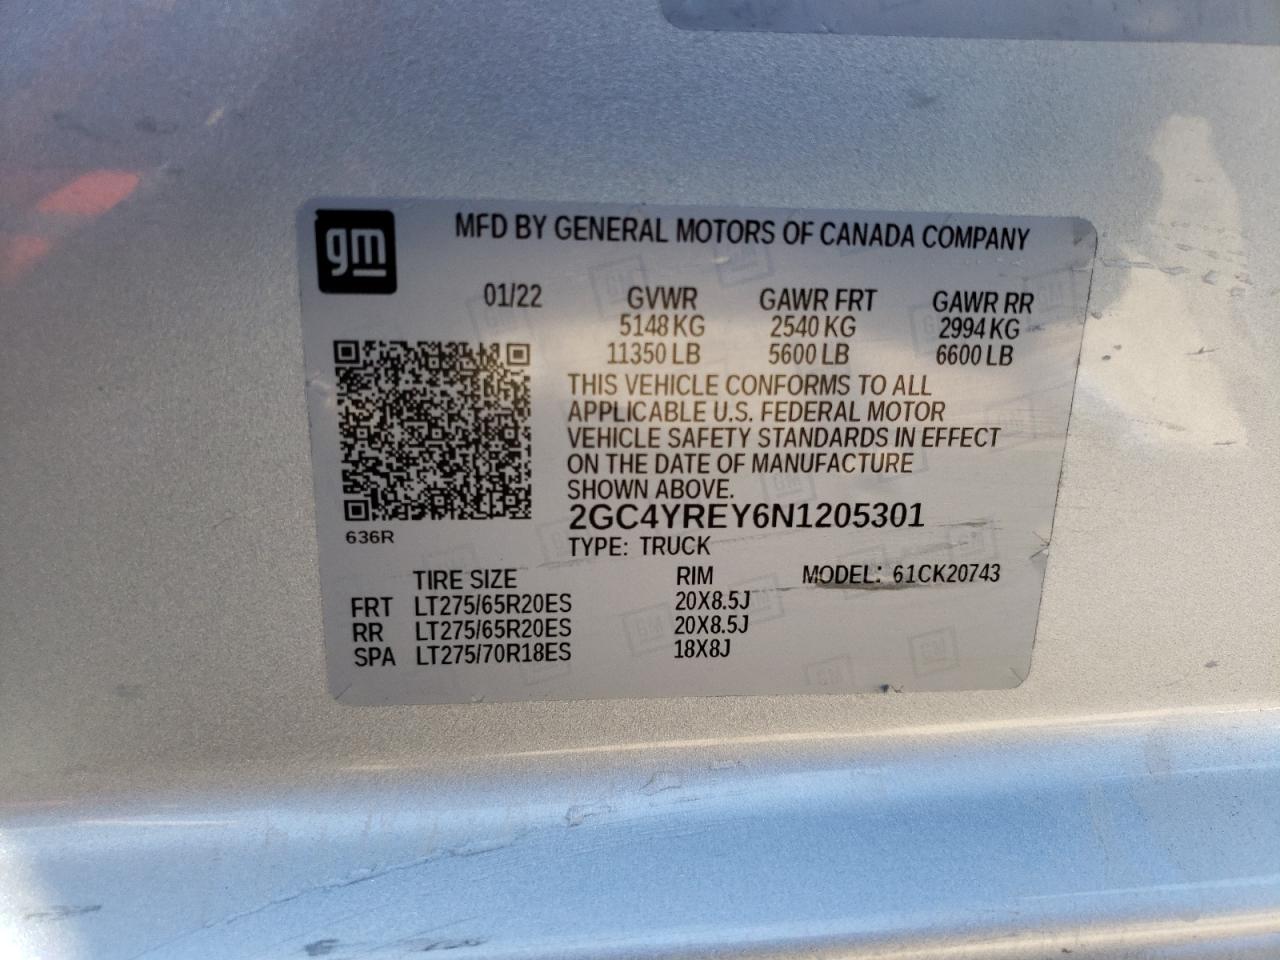 gm
MFD BY GENERAL MOTORS OF CANADA COMPANY
01/22 GVWR GAWR FRT GAWR RR
5148 KG 2540 KG 2994 KG
11350 LB 5600 LB 6600 LB
THIS VEHICLE CONFORMS TO ALL
APPLICABLE U.S. FEDERAL MOTOR
VEHICLE SAFETY STANDARDS IN EFFECT
ON THE DATE OF MANUFACTURE
SHOWN ABOVE.
2GC4YREY6N1205301
636R
TYPE: TRUCK
TIRE SIZE RIM MODEL: 61CK20743
FRT LT275/65R20ES 20X8.5J
RR LT275/65R20ES 20X8.5J
SPA LT275/70R18ES 18X8J